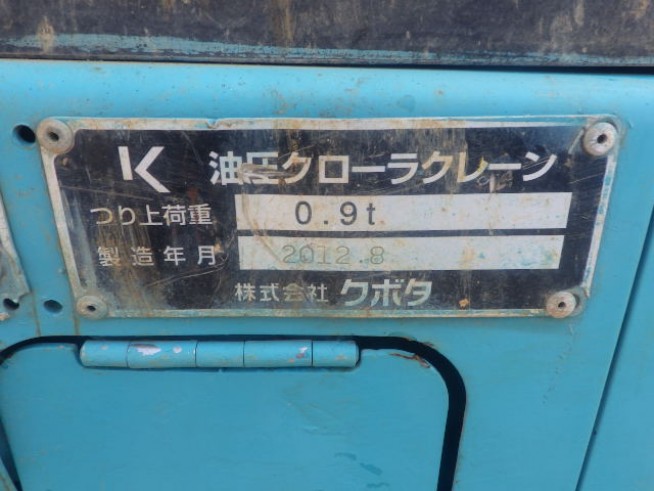 K 油圧クローラクレーン
つり上荷重 0.9t
製造年月 2012.8
株式会社 クボタ